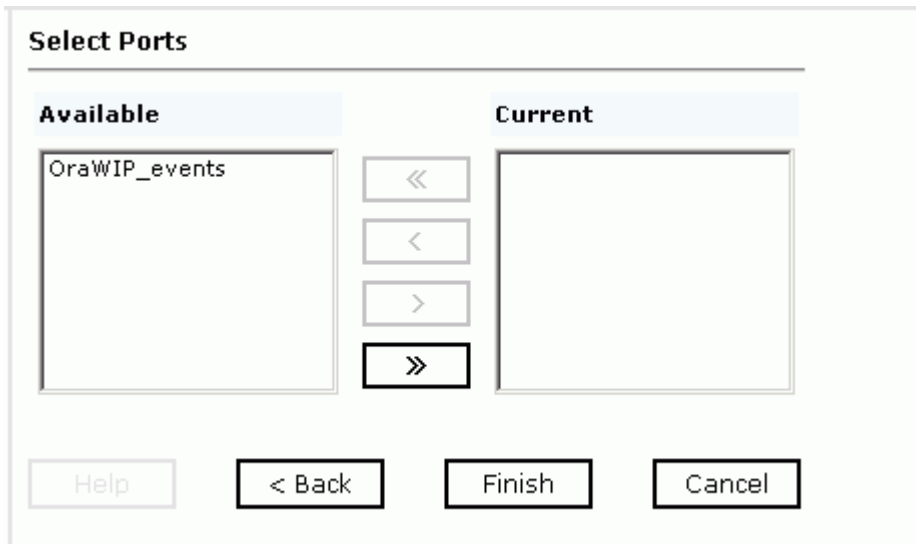 Select Ports
Available
Current
OraWIP_events
«
<
>
»
Help
< Back
Finish
Cancel